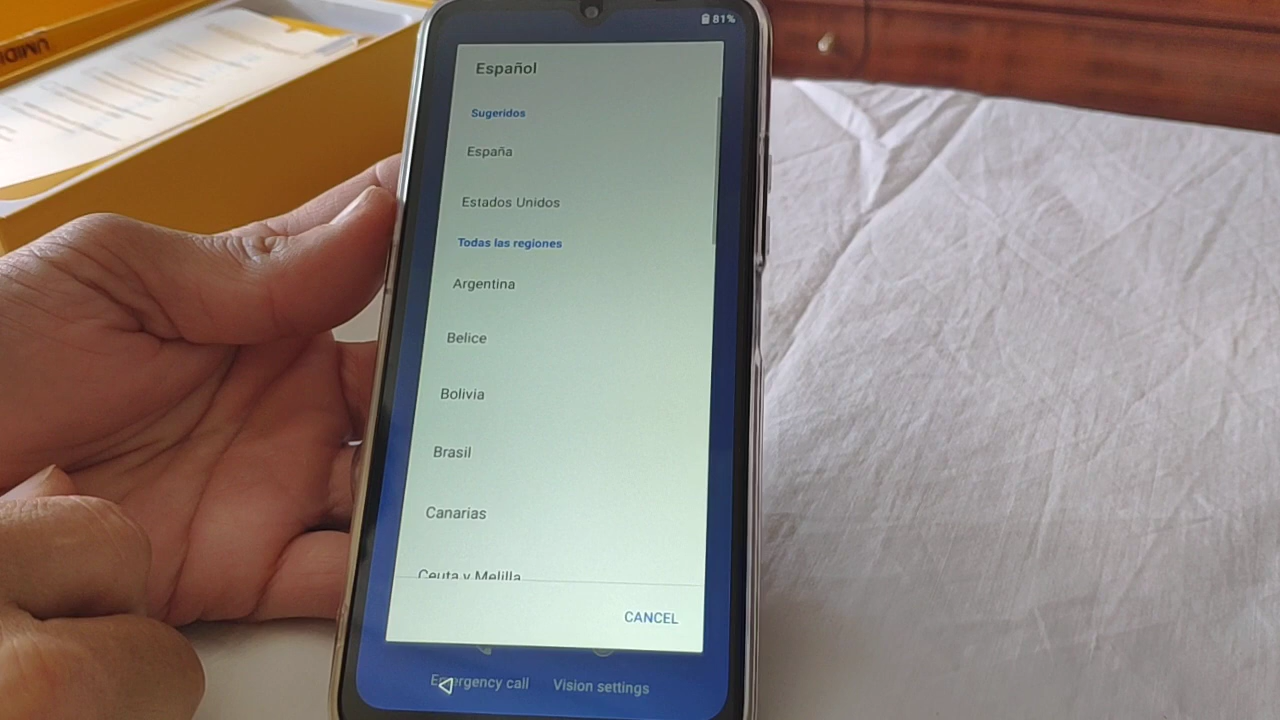 UMIDI
81%
Español
Sugeridos
España
Estados Unidos
Todas las regiones
Argentina
Belice
Bolivia
Brasil
Canarias
Ceuta y Melilla
CANCEL
Emergency call
Vision settings